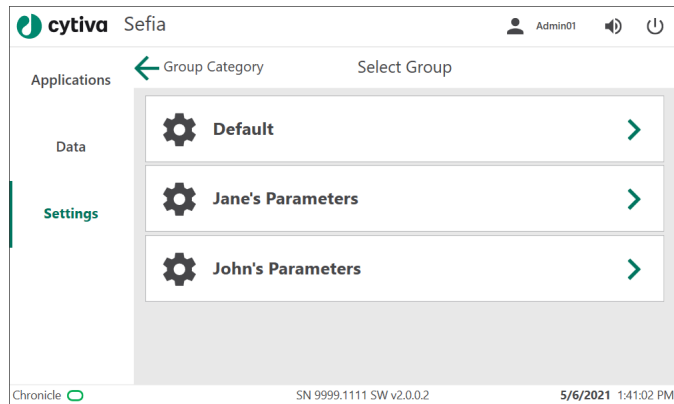 cytiva Sefia Admin01
Applications
Data
Settings
Group Category Select Group
Default
Jane's Parameters
John's Parameters
Chronicle SN 9999.1111 SW v2.0.0.2 5/6/2021 1:41:02 PM